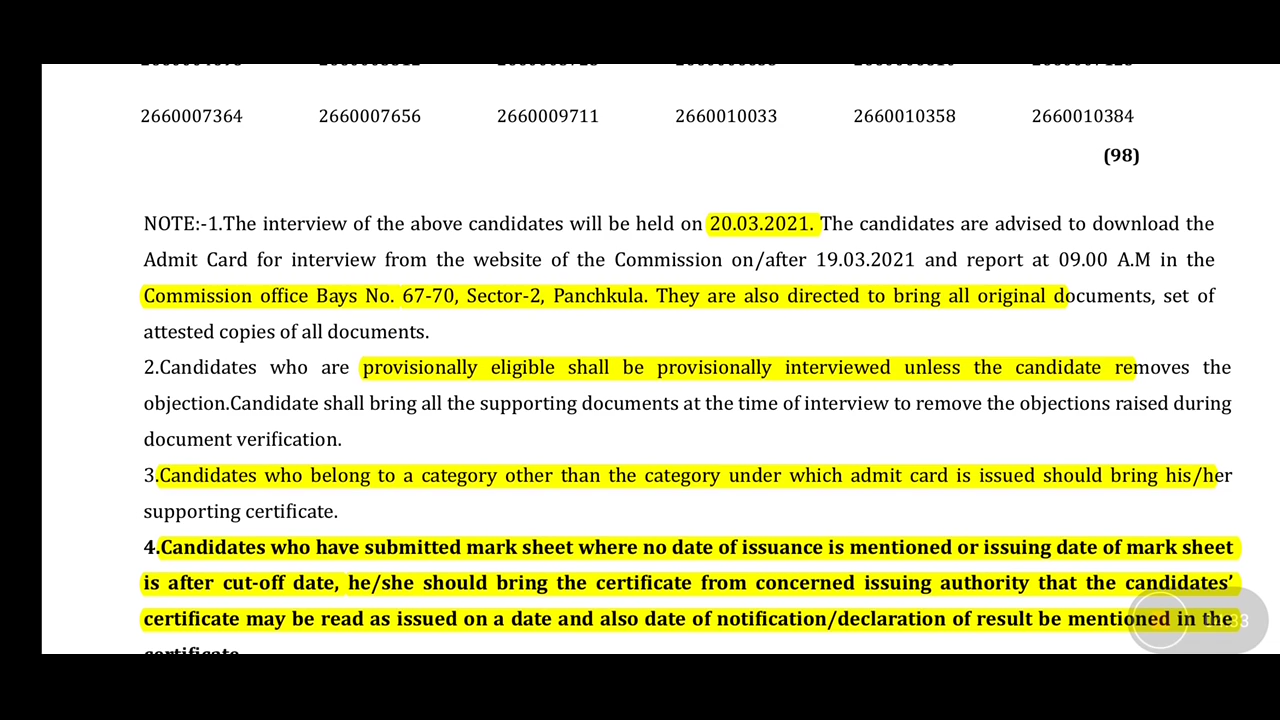 2660007364 2660007656 2660009711 2660010033 2660010358 2660010384
(98)
NOTE:-1.The interview of the above candidates will be held on 20.03.2021. The candidates are advised to download the
Admit Card for interview from the website of the Commission on/after 19.03.2021 and report at 09.00 A.M in the
Commission office Bays No. 67-70, Sector-2, Panchkula. They are also directed to bring all original documents, set of
attested copies of all documents.
2.Candidates who are provisionally eligible shall be provisionally interviewed unless the candidate removes the
objection.Candidate shall bring all the supporting documents at the time of interview to remove the objections raised during
document verification.
3.Candidates who belong to a category other than the category under which admit card is issued should bring his/her
supporting certificate.
4.Candidates who have submitted mark sheet where no date of issuance is mentioned or issuing date of mark sheet
is after cut-off date, he/she should bring the certificate from concerned issuing authority that the candidates’
certificate may be read as issued on a date and also date of notification/declaration of result be mentioned in the
certificate